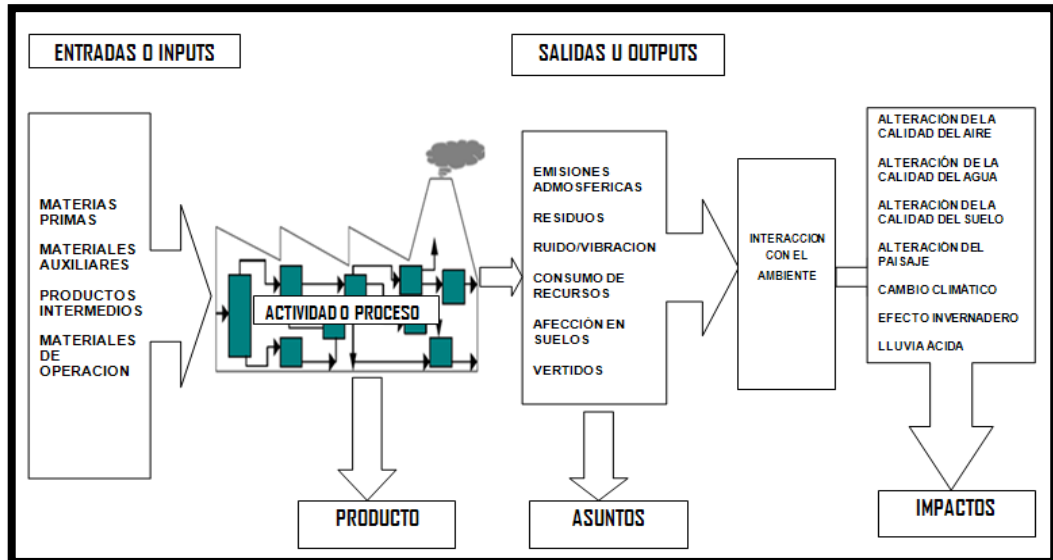 ENTRADAS O INPUTS
SALIDAS U OUTPUTS
MATERIAS
PRIMAS
MATERIALES
AUXILIARES
PRODUCTOS
INTERMEDIOS
MATERIALES
DE
OPERACION
ACTIVIDAD O PROCESO
EMISIONES
ADMOSFERICAS
RESIDUOS
RUIDO/VIBRACION
CONSUMO DE
RECURSOS
AFECCIÓN EN
SUELOS
VERTIDOS
INTERACCION
CON EL
AMBIENTE
ALTERACIÓN DE LA
CALIDAD DEL AIRE
ALTERACIÓN DE LA
CALIDAD DEL AGUA
ALTERACIÓN DE LA
CALIDAD DEL SUELO
ALTERACIÓN DEL
PAISAJE
CAMBIO CLIMÀTICO
EFECTO INVERNADERO
LLUVIA ÁCIDA
PRODUCTO
ASUNTOS
IMPACTOS